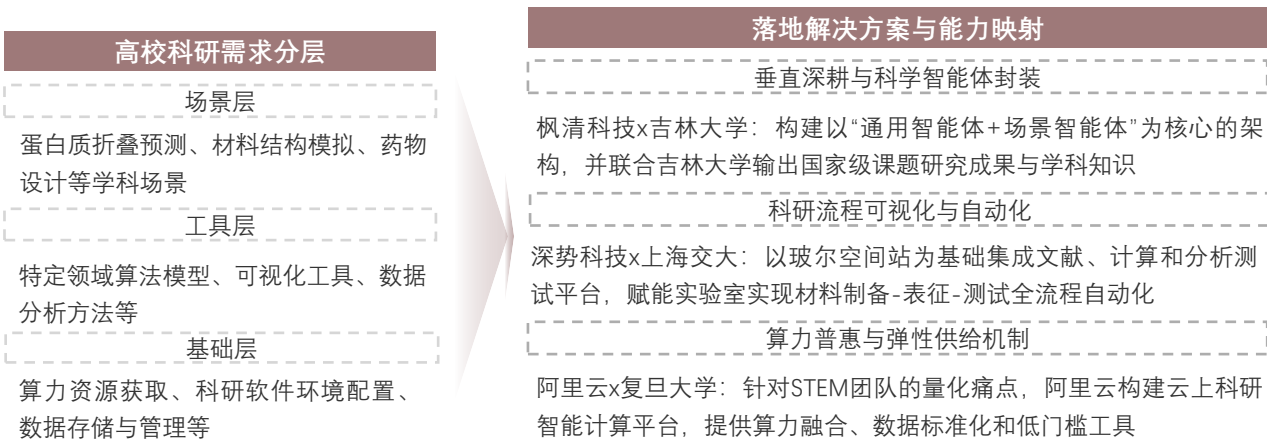 高校科研需求分层
场景层
蛋白质折叠预测、材料结构模拟、药物
设计等学科场景
工具层
特定领域算法模型、可视化工具、数据
分析方法等
基础层
算力资源获取、科研软件环境配置、
数据存储与管理等
落地解决方案与能力映射
垂直深耕与科学智能体封装
枫清科技x吉林大学：构建以“通用智能体+场景智能体”为核心的架
构，并联合吉林大学输出国家级课题研究成果与学科知识
科研流程可视化与自动化
深势科技x上海交大：以玻尔空间站为基础集成文献、计算和分析测
试平台，赋能实验室实现材料制备-表征-测试全流程自动化
算力普惠与弹性供给机制
阿里云x复旦大学：针对STEM团队的量化痛点，阿里云构建云上科研
智能计算平台，提供算力融合、数据标准化和低门槛工具